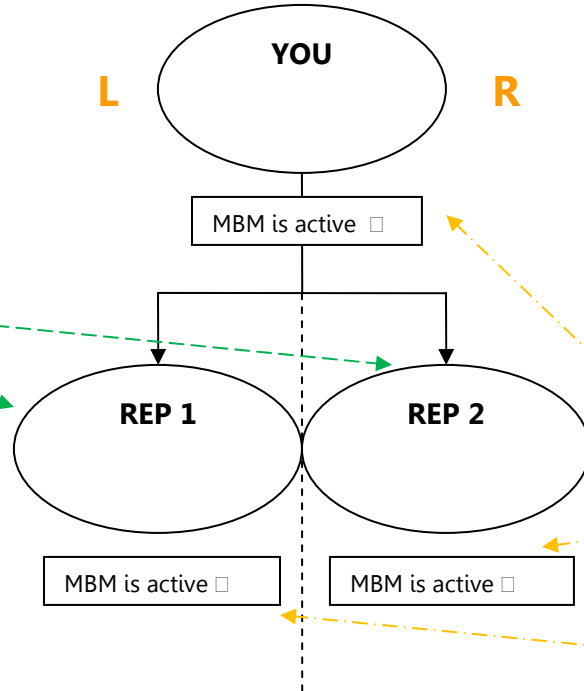 YOU
L R
MBM is active □
REP 1 REP 2
MBM is active □ MBM is active □